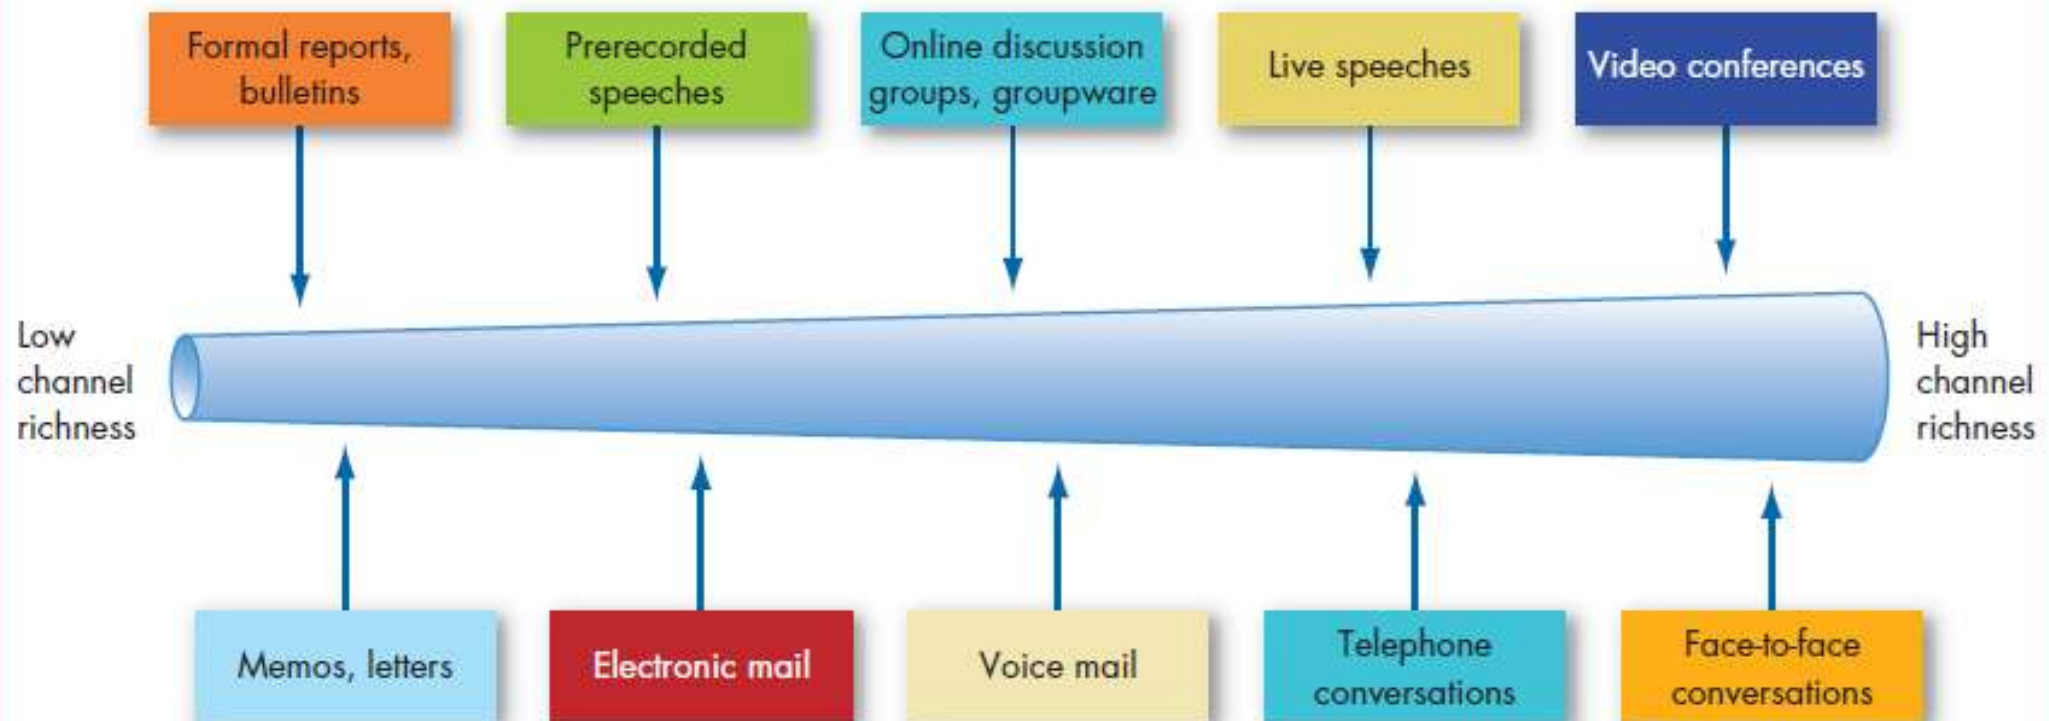 Formal reports,
bulletins
Prerecorded
speeches
Online discussion
groups, groupware
Live speeches
Video conferences
Low
channel
richness
High
channel
richness
Memos, letters
Electronic mail
Voice mail
Telephone
conversations
Face-to-face
conversations